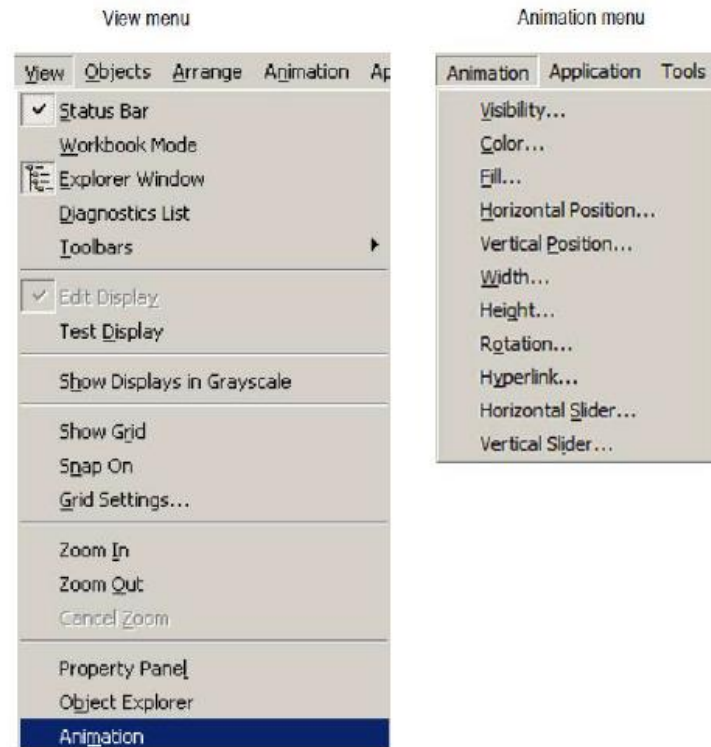 View menu
View Objects Arrange Animation Ap
Status Bar
Workbook Mode
Explorer Window
Diagnostics List
Toolbars
Edit Display
Test Display
Show Displays in Grayscale
Show Grid
Snap On
Grid Settings...
Zoom In
Zoom Out
Cancel Zoom
Property Panel
Object Explorer
Animation
Animation menu
Animation Application Tools
Visibility...
Color...
Fill...
Horizontal Position...
Vertical Position...
Width...
Height...
Rotation...
Hyperlink...
Horizontal Slider...
Vertical Slider...